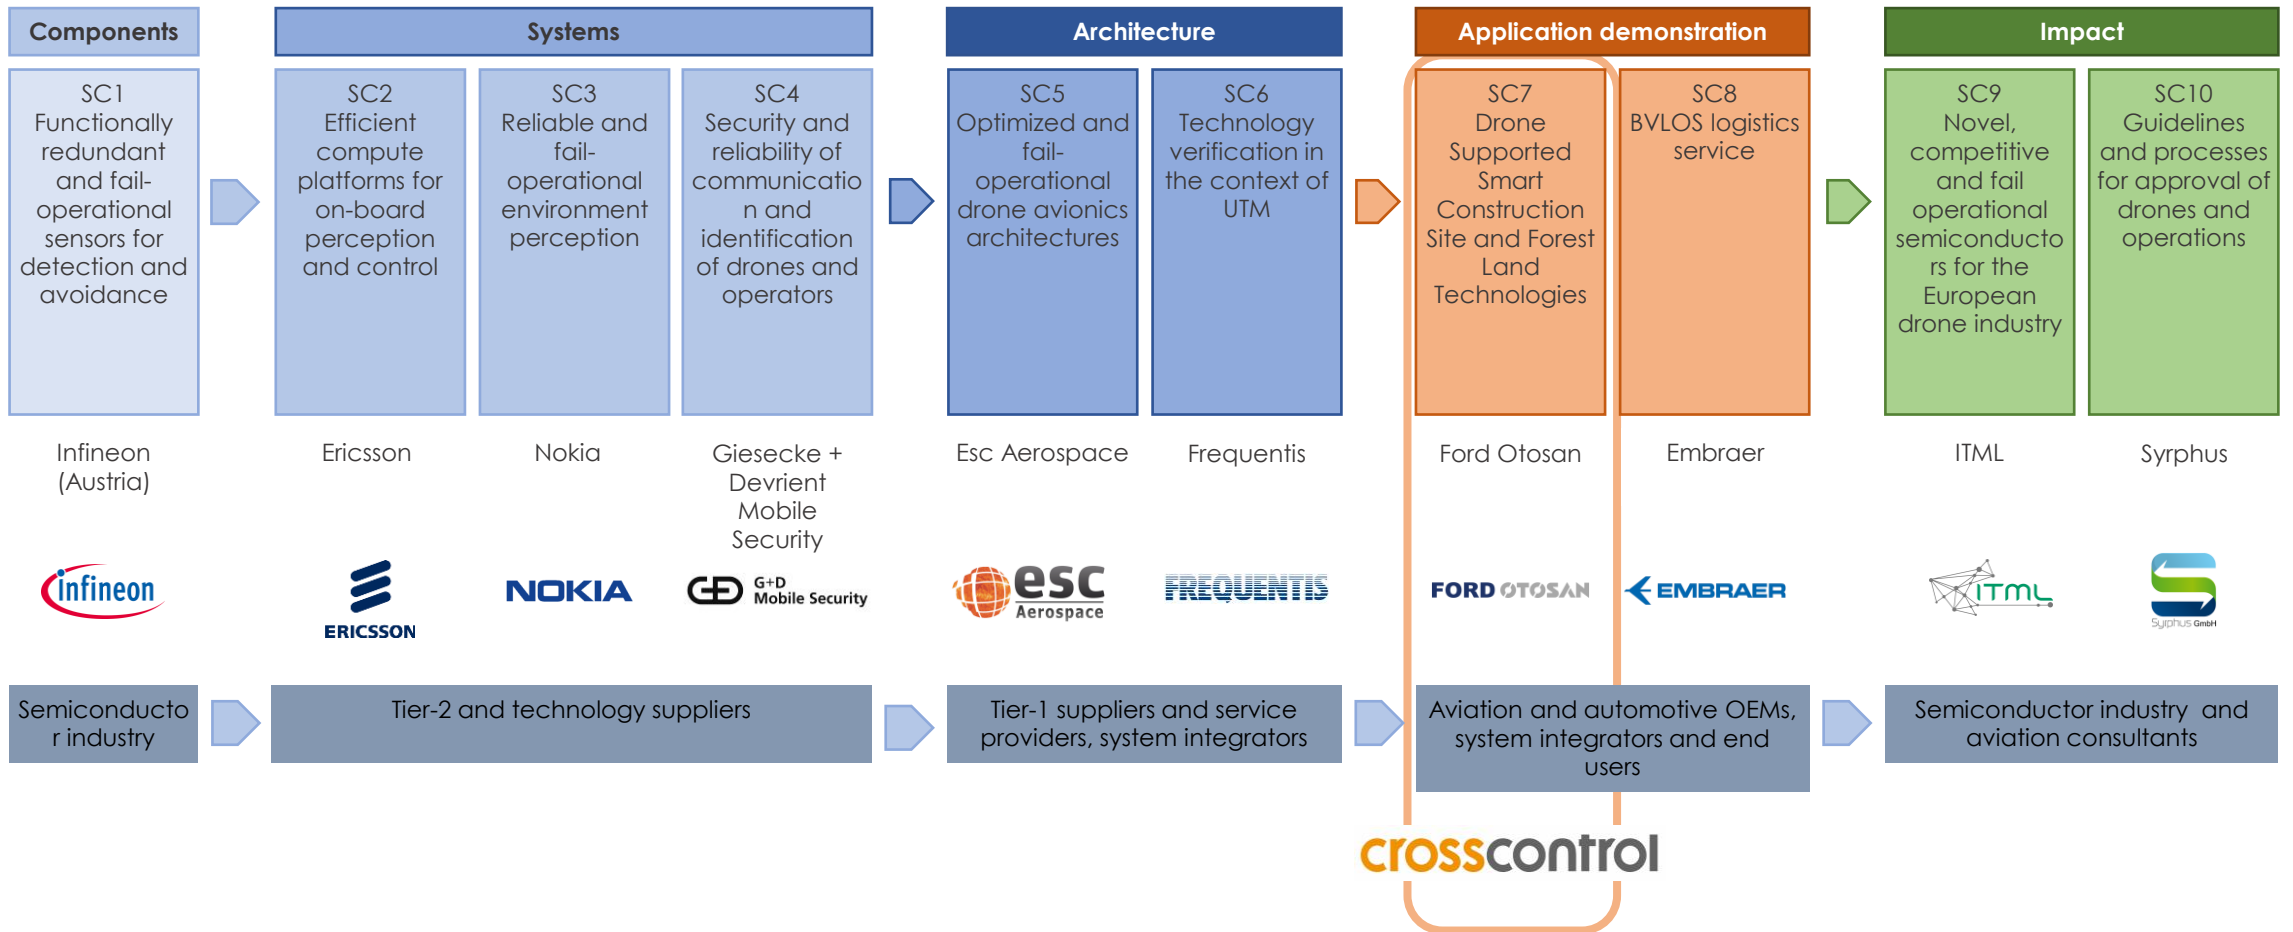 Components
Systems
Architecture
Application demonstration
Impact
SC1
Functionally
redundant
and fail-
operational
sensors for
detection and
avoidance
SC2
Efficient
compute
platforms for
on-board
perception
and control
SC3
Reliable and
fail-
operational
environment
perception
SC4
Security and
reliability of
communicatio
n and
identification
of drones and
operators
SC5
Optimized and
fail-
operational
drone avionics
architectures
SC6
Technology
verification in
the context of
UTM
SC7
Drone
Supported
Smart
Construction
Site and Forest
Land
Technologies
SC8
BVLOS logistics
service
SC9
Novel,
competitive
and fail
operational
semiconducto
rs for the
European
drone industry
SC10
Guidelines
and processes
for approval of
drones and
operations
Infineon
(Austria)
Ericsson
Nokia
Giesecke +
Devrient
Mobile
Security
Esc Aerospace
Frequentis
Ford Otosan
Embraer
ITML
Syrphus
infineon
ERICSSON
NOKIA
G+D
Mobile Security
esc
Aerospace
FREQUENTIS
FORD OTOSAN
EMBRAER
ITML
Syrphus GmbH
Semiconducto
r industry
Tier-2 and technology suppliers
Tier-1 suppliers and service
providers, system integrators
Aviation and automotive OEMs,
system integrators and end
users
Semiconductor industry  and
aviation consultants
crosscontrol